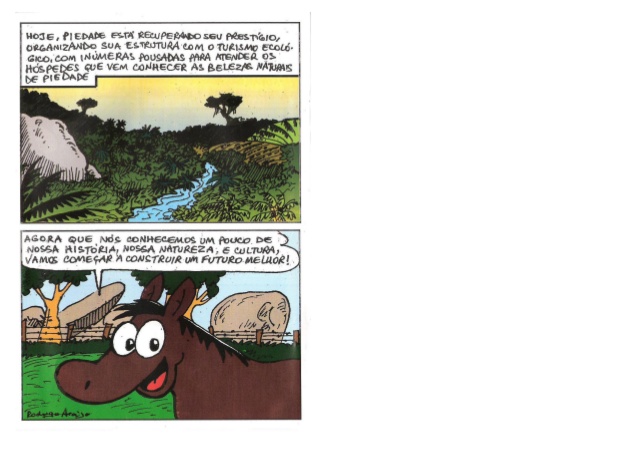 HOJE, PIEDADE ESTÁ RECUPERANDO SEU PRESTÍGIO,
ORGANIZANDO SUA ESTRUTURA COM O TURISMO ECOLÓ-
GICO, COM INÚMERAS POUSADAS PARA ATENDER OS
HÓSPEDES QUE VEM CONHECER AS BELEZAS NATURAIS
DE PIEDADE
AGORA QUE NÓS CONHECEMOS UM POUCO DE
NOSSA HISTÓRIA, NOSSA NATUREZA, E CULTURA,
VAMOS COMEÇAR A CONSTRUIR UM FUTURO MELHOR!